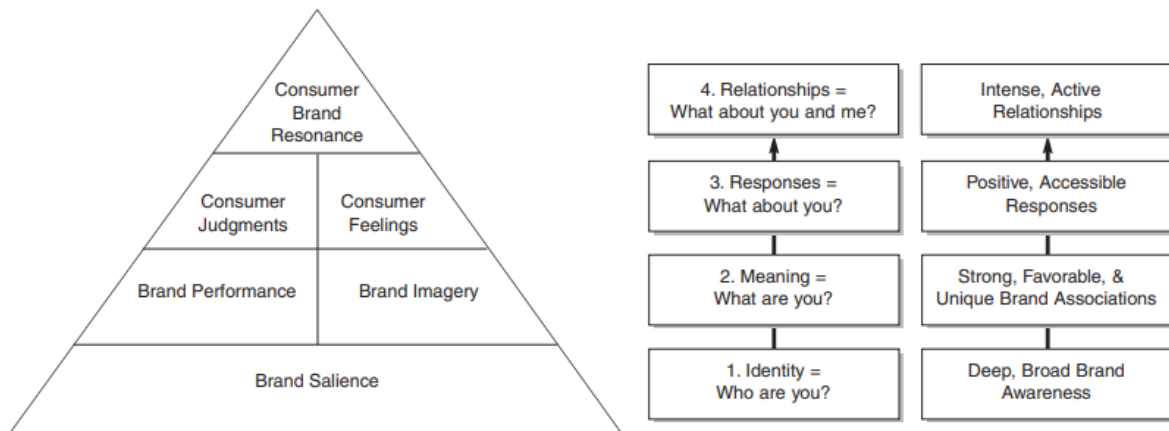 Consumer
Brand
Resonance
Consumer
Judgments
Consumer
Feelings
Brand Performance
Brand Imagery
Brand Salience
4. Relationships =
What about you and me?
3. Responses =
What about you?
2. Meaning =
What are you?
1. Identity =
Who are you?
Intense, Active
Relationships
Positive, Accessible
Responses
Strong, Favorable, &
Unique Brand Associations
Deep, Broad Brand
Awareness